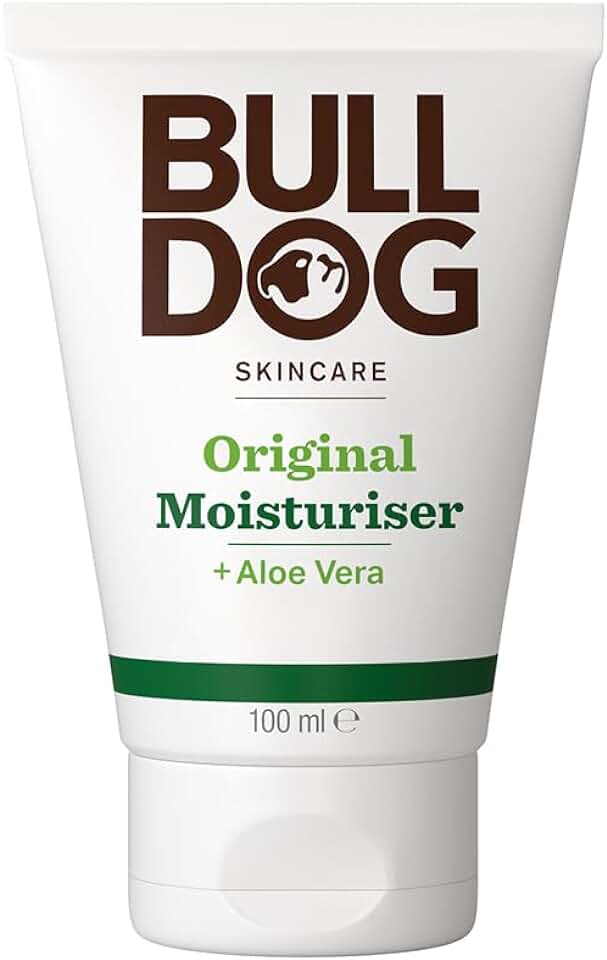 BULL
DOG
SKINCARE
Original
Moisturiser
+ Aloe Vera
100 ml ℮